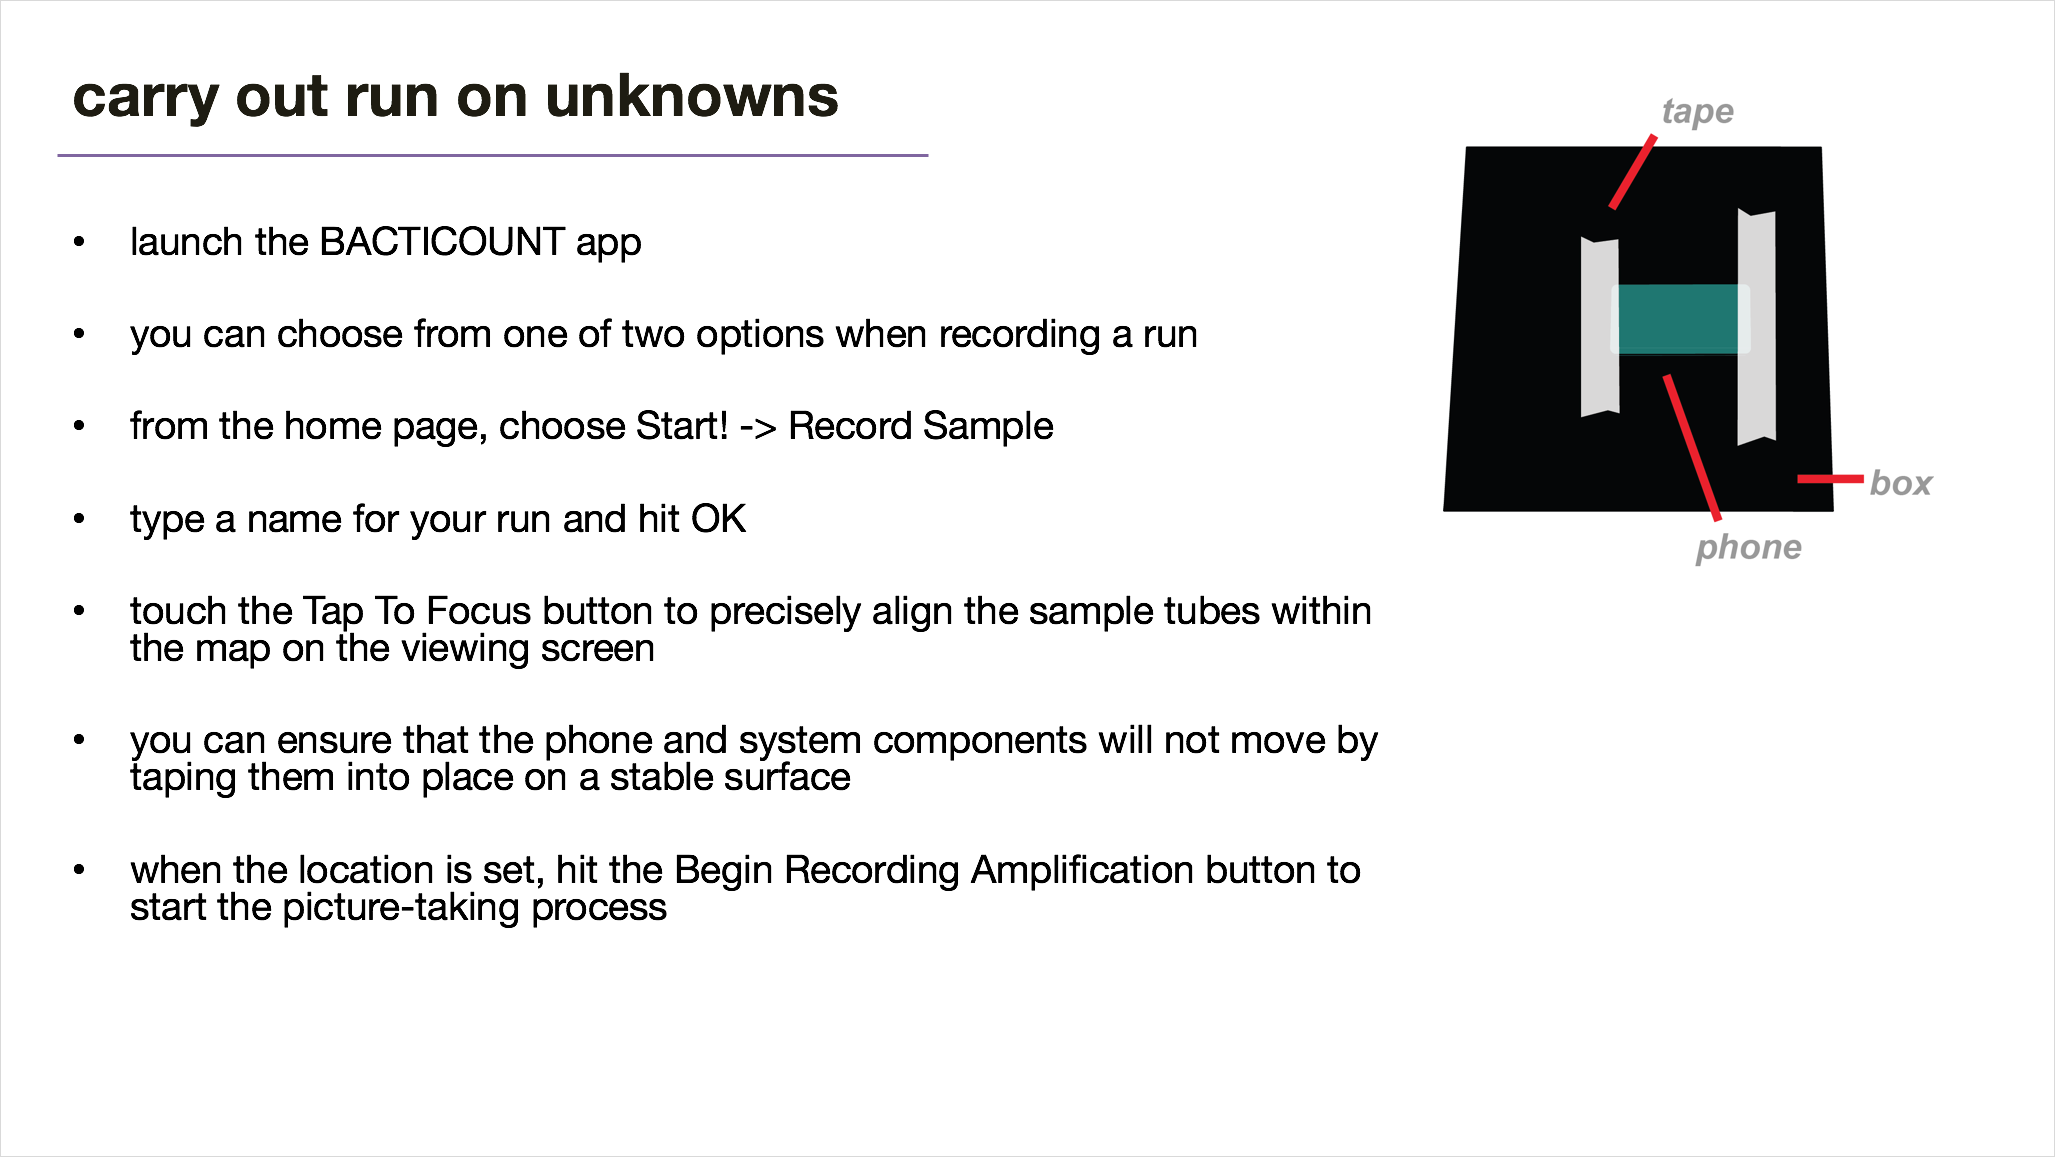 carry out run on unknowns
• launch the BACTICOUNT app
• you can choose from one of two options when recording a run
• from the home page, choose Start! -> Record Sample
• type a name for your run and hit OK
• touch the Tap To Focus button to precisely align the sample tubes within
the map on the viewing screen
• you can ensure that the phone and system components will not move by
taping them into place on a stable surface
• when the location is set, hit the Begin Recording Amplification button to
start the picture-taking process
tape
box
phone